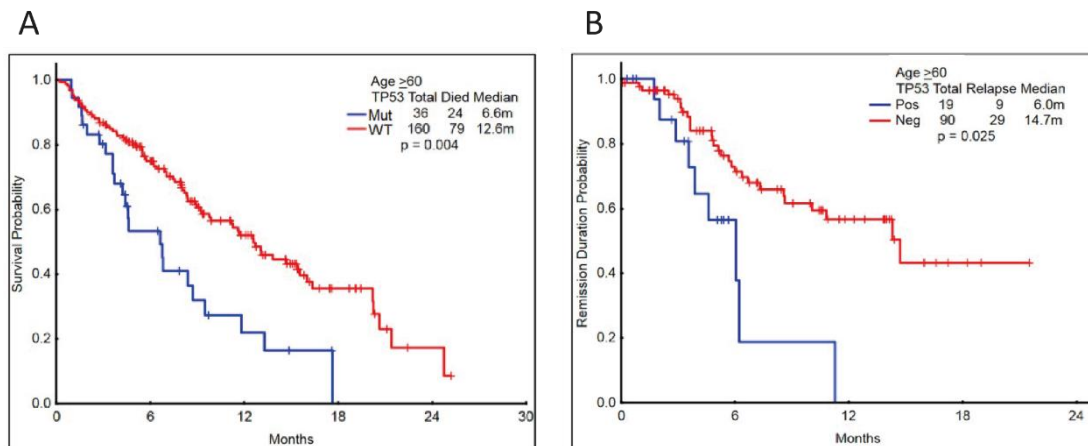 A
Age ≥60
TP53 Total Died Median
Mut 36 24 6.6m
WT 160 79 12.6m
p = 0.004
Survival Probability
1.0
0.8
0.6
0.4
0.2
0.0
0 6 12 18 24 30
Months
B
Age ≥60
TP53 Total Relapse Median
Pos 19 9 6.0m
Neg 90 29 14.7m
p = 0.025
Remission Duration Probability
1.0
0.8
0.6
0.4
0.2
0.0
0 6 12 18 24
Months